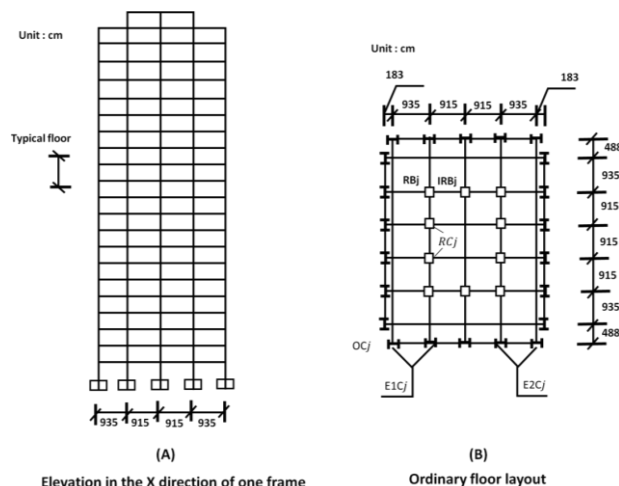 Unit : cm
Typical floor
935 915 915 935
(A)
Elevation in the X direction of one frame
Unit : cm
183 183
935 915 915 935
488
935
915
915
915
935
488
RBj IRBj
RCj
OCj
E1Cj E2Cj
(B)
Ordinary floor layout